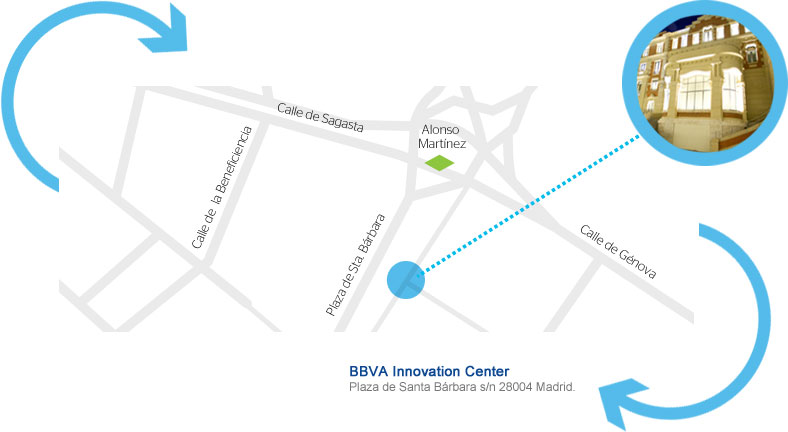 Calle de Sagasta
Alonso
Martínez
Calle de la Beneficiencia
Plaza de Sta. Bárbara
Calle de Génova
BBVA Innovation Center
Plaza de Santa Bárbara s/n 28004 Madrid.